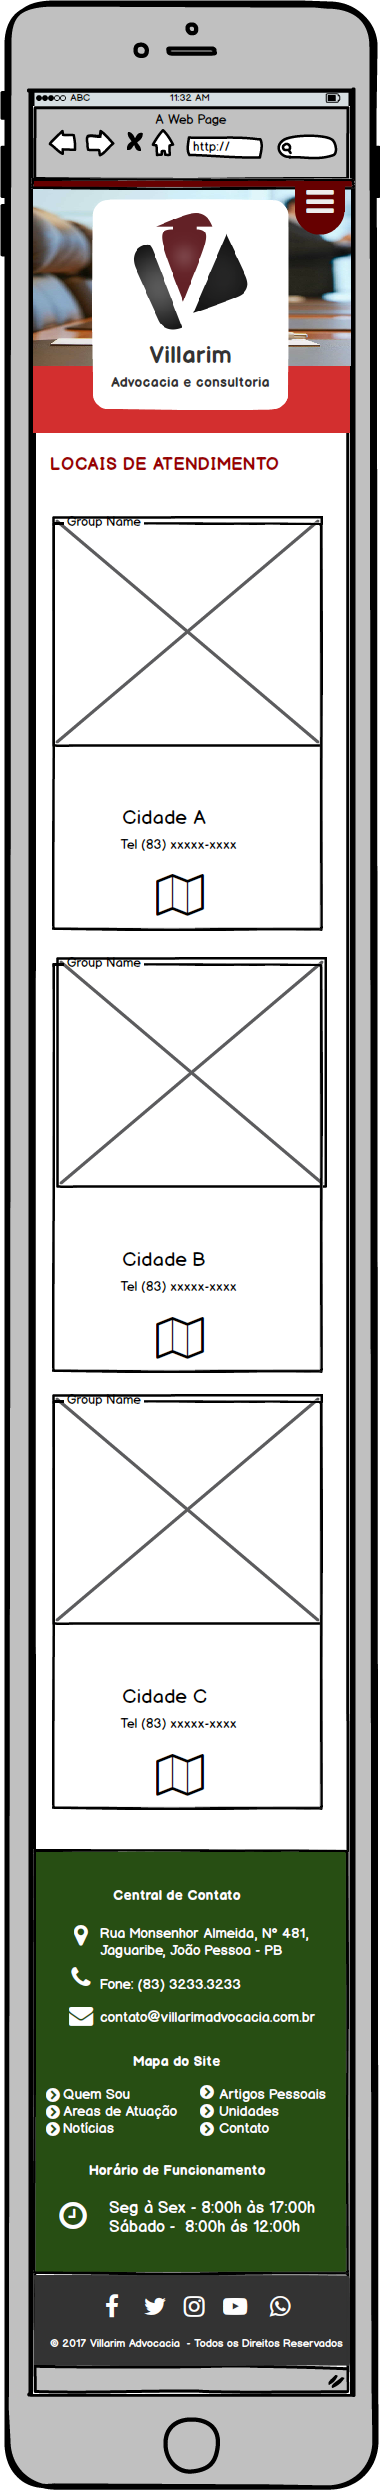 ABC
11:32 AM
A Web Page
http://
Villarim
Advocacia e consultoria
LOCAIS DE ATENDIMENTO
Group Name
Cidade A
Tel (83) xxxxx-xxxx
Group Name
Cidade B
Tel (83) xxxxx-xxxx
Group Name
Cidade C
Tel (83) xxxxx-xxxx
Central de Contato
Rua Monsenhor Almeida, Nº 481,
Jaguaribe, João Pessoa - PB
Fone: (83) 3233.3233
contato@villarimadvocacia.com.br
Mapa do Site
Quem Sou
Artigos Pessoais
Areas de Atuação
Unidades
Notícias
Contato
Horário de Funcionamento
Seg à Sex - 8:00h às 17:00h
Sábado - 8:00h ás 12:00h
© 2017 Villarim Advocacia - Todos os Direitos Reservados